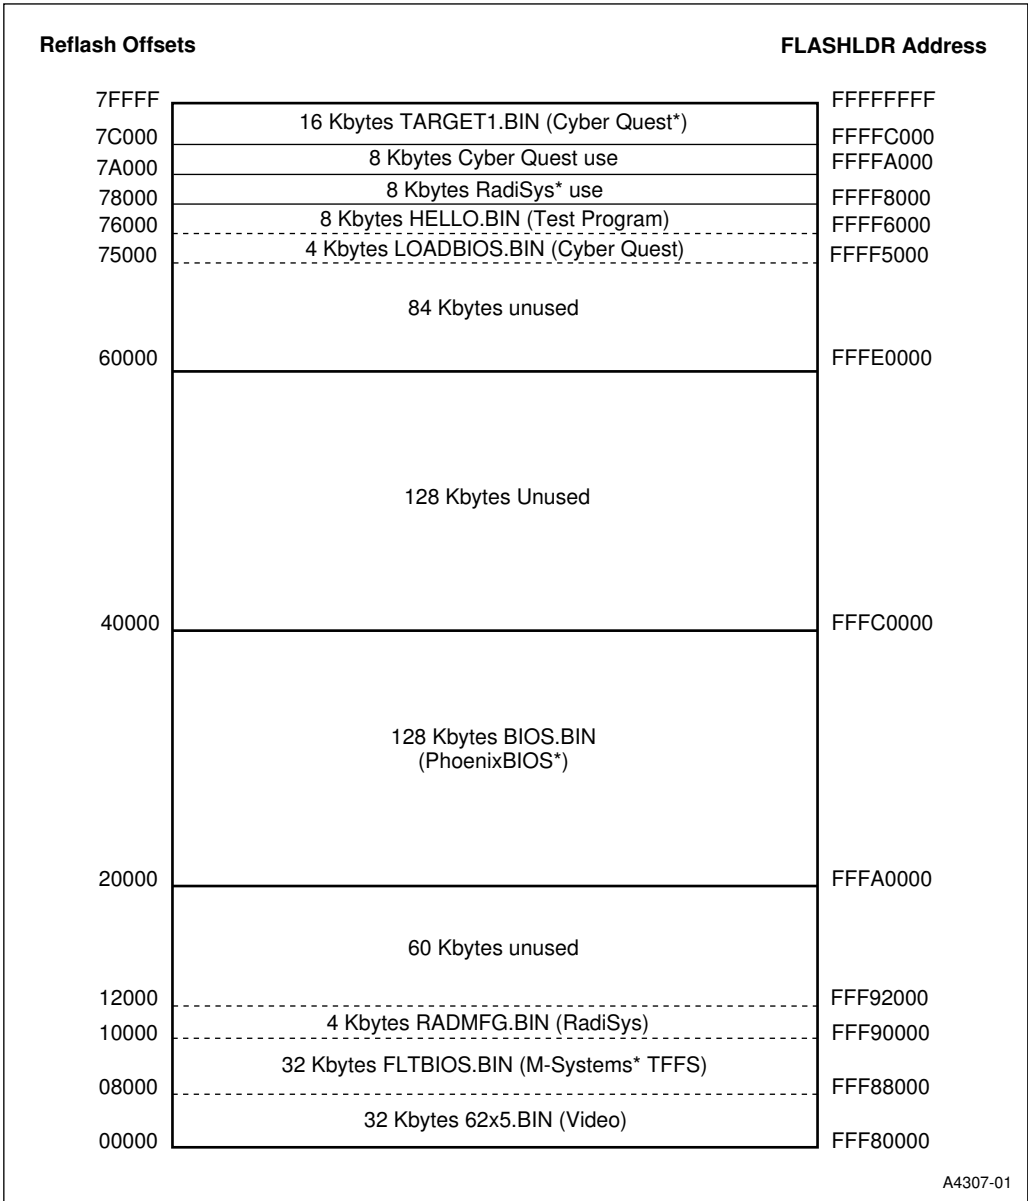 Reflash Offsets FLASHLDR Address
7FFFF FFFFFFFF
16 Kbytes TARGET1.BIN (Cyber Quest*)
7C000 FFFFC000
8 Kbytes Cyber Quest use
7A000 FFFFA000
8 Kbytes RadiSys* use
78000 FFFF8000
8 Kbytes HELLO.BIN (Test Program)
76000 FFFF6000
4 Kbytes LOADBIOS.BIN (Cyber Quest)
75000 FFFF5000
84 Kbytes unused
60000 FFFE0000
128 Kbytes Unused
40000 FFFC0000
128 Kbytes BIOS.BIN
(PhoenixBIOS*)
20000 FFFA0000
60 Kbytes unused
12000 FFF92000
4 Kbytes RADMFG.BIN (RadiSys)
10000 FFF90000
32 Kbytes FLTBIOS.BIN (M-Systems* TFFS)
08000 FFF88000
32 Kbytes 62x5.BIN (Video)
00000 FFF80000
A4307-01